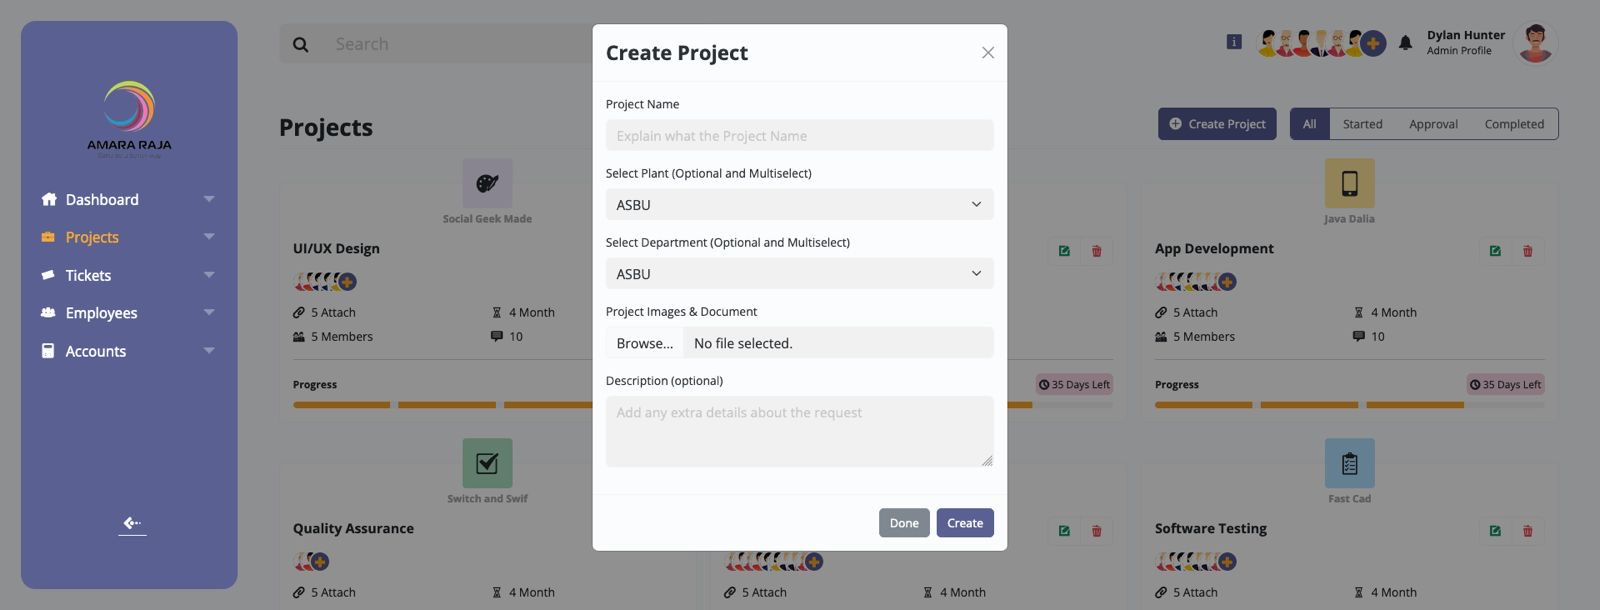 AMARA RAJA
Dashboard
Projects
Tickets
Employees
Accounts
Search
Dylan Hunter
Admin Profile
Projects
Create Project
All
Started
Approval
Completed
Social Geek Made
UI/UX Design
5 Attach
4 Month
5 Members
10
Progress
35 Days Left
Java Dalia
App Development
5 Attach
4 Month
5 Members
10
Progress
35 Days Left
Switch and Swif
Quality Assurance
5 Attach
4 Month
5 Attach
4 Month
Fast Cad
Software Testing
5 Attach
4 Month
Create Project
Project Name
Explain what the Project Name
Select Plant (Optional and Multiselect)
ASBU
Select Department (Optional and Multiselect)
ASBU
Project Images & Document
Browse... No file selected.
Description (optional)
Add any extra details about the request
Done
Create